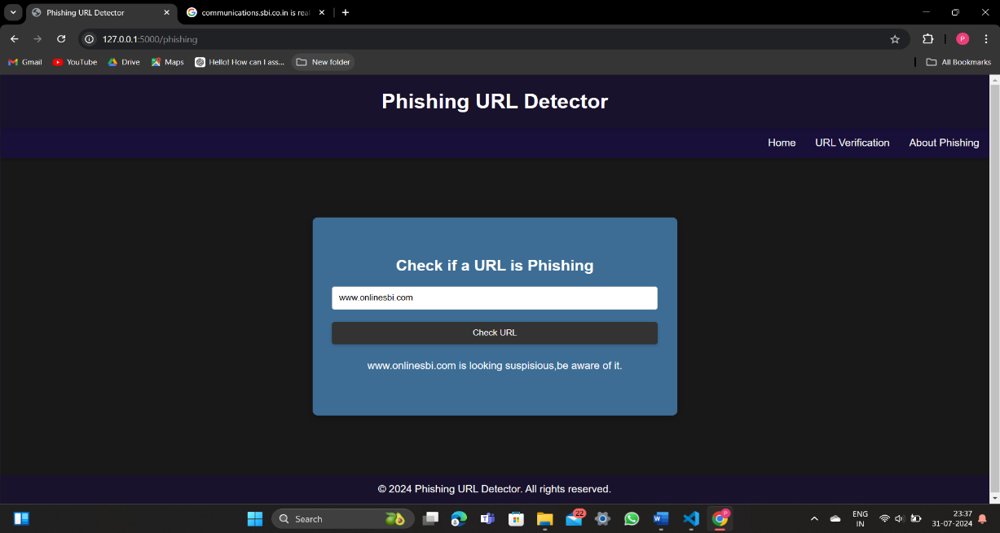 Phishing URL Detector
communications.sbi.co.in is real
127.0.0.1:5000/phishing
P
Gmail
YouTube
Drive
Maps
Hello! How can I ass...
New folder
All Bookmarks
Phishing URL Detector
Home
URL Verification
About Phishing
Check if a URL is Phishing
www.onlinesbi.com
Check URL
www.onlinesbi.com is looking suspisious,be aware of it.
© 2024 Phishing URL Detector. All rights reserved.
Search
22
ENG
IN
23:37
31-07-2024